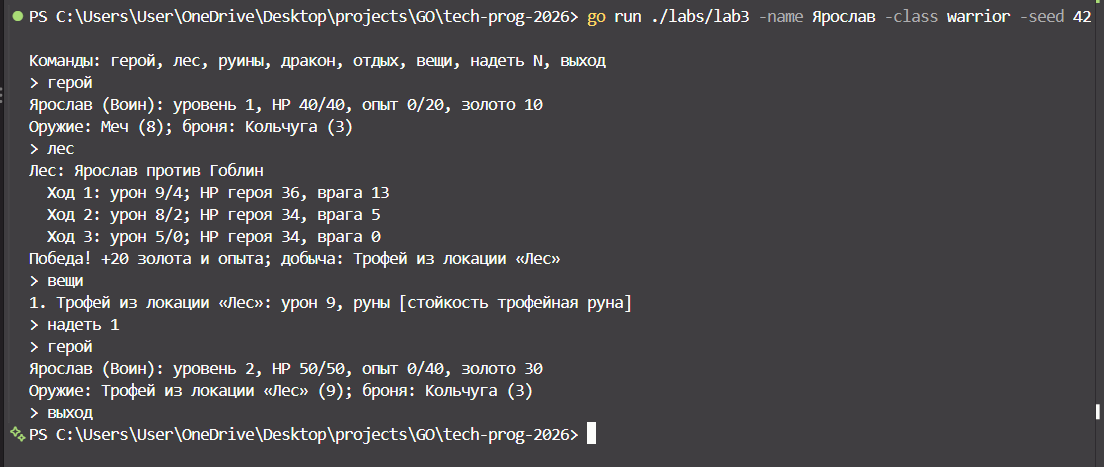 PS C:\Users\User\OneDrive\Desktop\projects\GO\tech-prog-2026> go run ./labs/lab3 -name Ярослав -class warrior -seed 42
Команды: герой, лес, руины, дракон, отдых, вещи, надеть N, выход
> герой
Ярослав (Воин): уровень 1, HP 40/40, опыт 0/20, золото 10
Оружие: Меч (8); броня: Кольчуга (3)
> лес
Лес: Ярослав против Гоблин
  Ход 1: урон 9/4; HP героя 36, врага 13
  Ход 2: урон 8/2; HP героя 34, врага 5
  Ход 3: урон 5/0; HP героя 34, врага 0
Победа! +20 золота и опыта; добыча: Трофей из локации «Лес»
> вещи
1. Трофей из локации «Лес»: урон 9, руны [стойкость трофейная руна]
> надеть 1
> герой
Ярослав (Воин): уровень 2, HP 50/50, опыт 0/40, золото 30
Оружие: Трофей из локации «Лес» (9); броня: Кольчуга (3)
> выход
PS C:\Users\User\OneDrive\Desktop\projects\GO\tech-prog-2026>